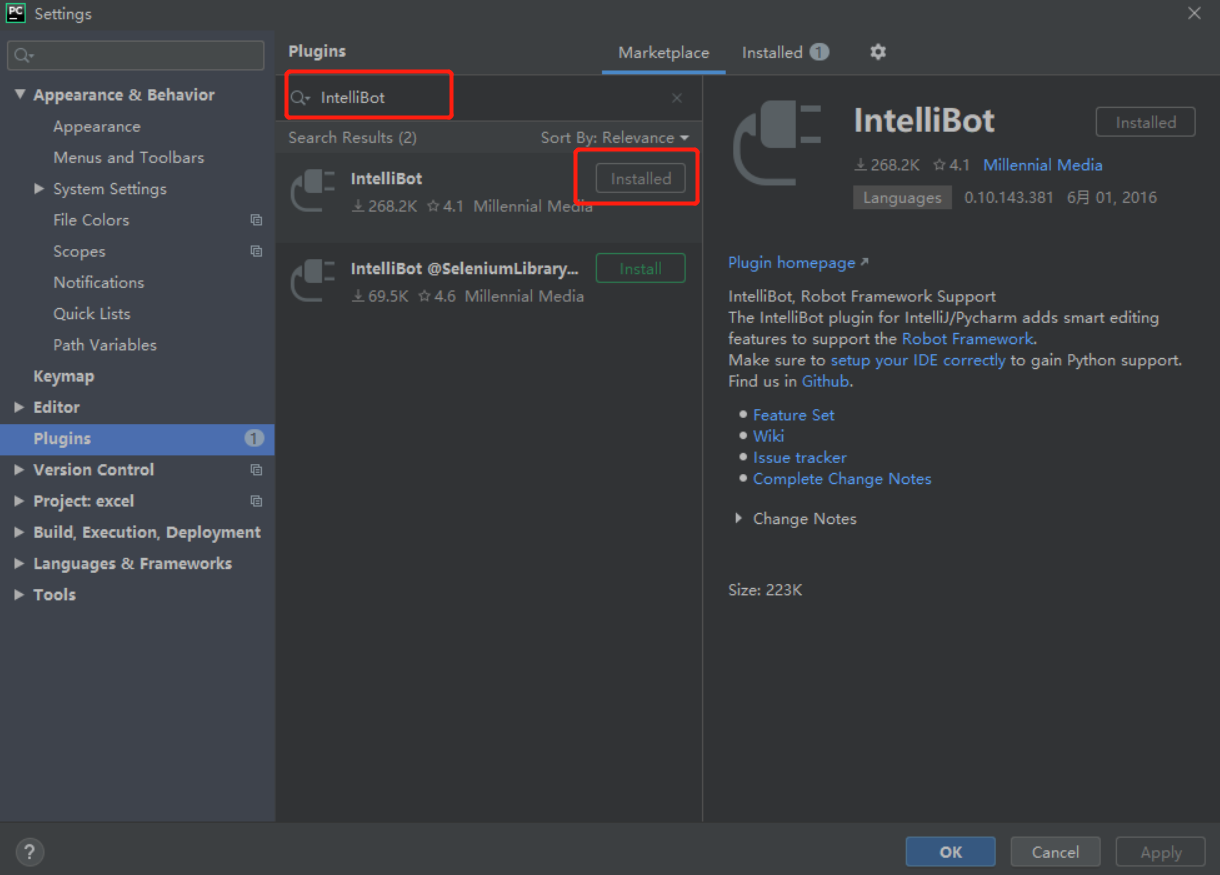 PC Settings
Plugins
Marketplace
Installed 1
Appearance & Behavior
Appearance
Menus and Toolbars
System Settings
File Colors
Scopes
Notifications
Quick Lists
Path Variables
Keymap
Editor
Plugins 1
Version Control
Project: excel
Build, Execution, Deployment
Languages & Frameworks
Tools
IntelliBot
Search Results (2)
Sort By: Relevance
IntelliBot
Installed
268.2K 4.1 Millennial Media
IntelliBot @SeleniumLibrary...
Install
69.5K 4.6 Millennial Media
IntelliBot
Installed
268.2K 4.1 Millennial Media
Languages 0.10.143.381 6月 01, 2016
Plugin homepage
IntelliBot, Robot Framework Support
The IntelliBot plugin for IntelliJ/Pycharm adds smart editing
features to support the Robot Framework.
Make sure to setup your IDE correctly to gain Python support.
Find us in Github.
Feature Set
Wiki
Issue tracker
Complete Change Notes
Change Notes
Size: 223K
?
OK
Cancel
Apply